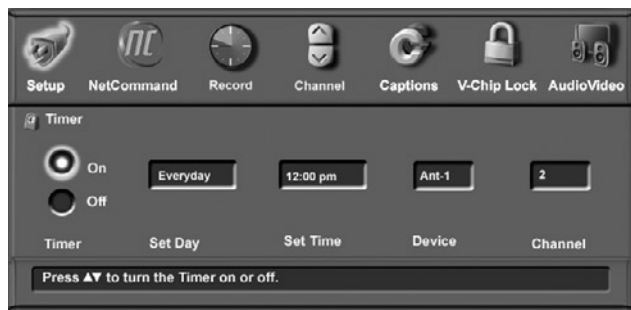 NC
Setup NetCommand Record Channel Captions V-Chip Lock AudioVideo
Timer
On
Off
Everyday 12:00 pm Ant-1 2
Timer Set Day Set Time Device Channel
Press ▲▼ to turn the Timer on or off.